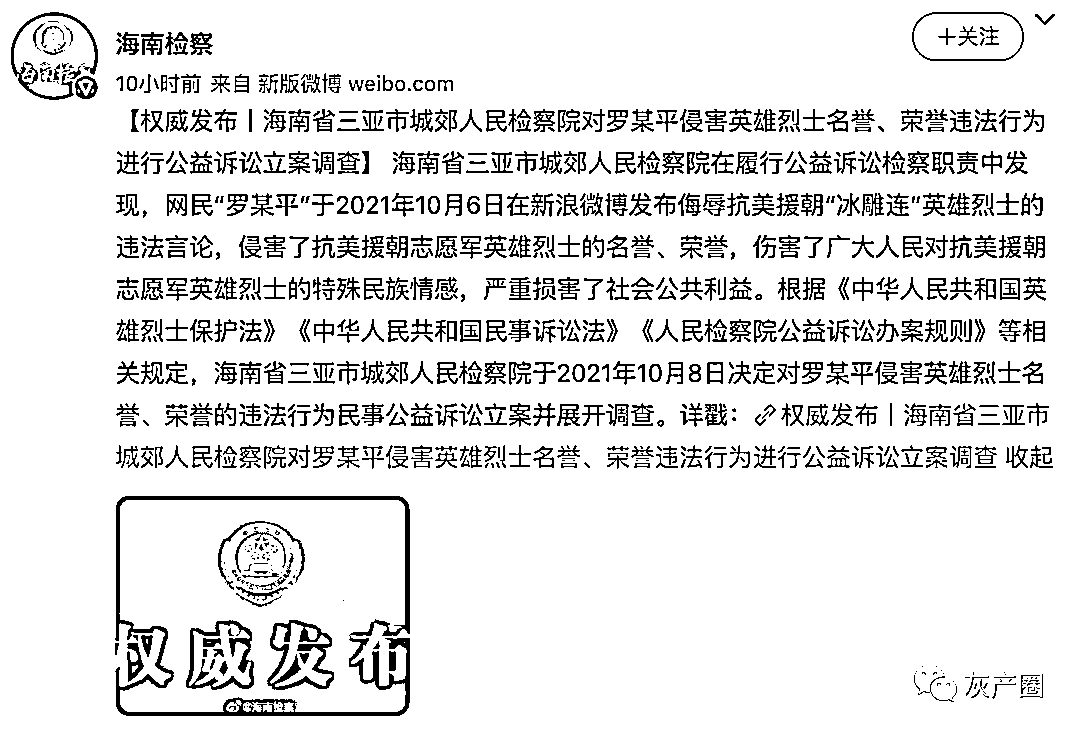 海南检察
十关注
10小时前 来自 新版微博 weibo.com
【权威发布丨海南省三亚市城郊人民检察院对罗某平侵害英雄烈士名誉、荣誉违法行为
进行公益诉讼立案调查】 海南省三亚市城郊人民检察院在履行公益诉讼检察职责中发
现，网民“罗某平”于2021年10月6日在新浪微博发布侮辱抗美援朝“冰雕连”英雄烈士的
违法言论，侵害了抗美援朝志愿军英雄烈士的名誉、荣誉，伤害了广大人民对抗美援朝
志愿军英雄烈士的特殊民族情感，严重损害了社会公共利益。根据《中华人民共和国英
雄烈士保护法》《中华人民共和国民事诉讼法》《人民检察院公益诉讼办案规则》等相
关规定，海南省三亚市城郊人民检察院于2021年10月8日决定对罗某平侵害英雄烈士名
誉、荣誉的违法行为民事公益诉讼立案并展开调查。详戳：权威发布丨海南省三亚市
城郊人民检察院对罗某平侵害英雄烈士名誉、荣誉违法行为进行公益诉讼立案调查 收起
权威发布
@海南检察
灰产圈